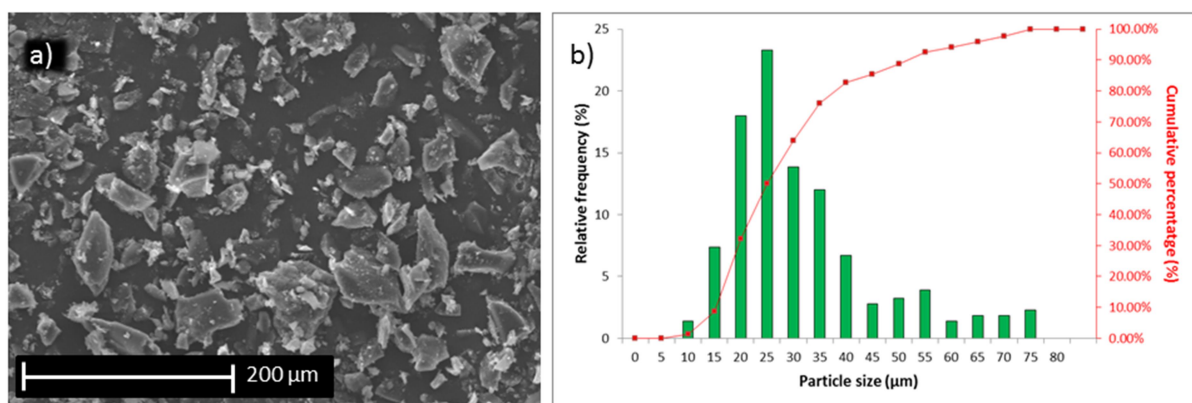 a)
200 µm
b)
Relative frequency (%)
25
20
15
10
5
0
0 5 10 15 20 25 30 35 40 45 50 55 60 65 70 75 80
Particle size (µm)
100.00%
90.00%
80.00%
70.00%
60.00%
50.00%
40.00%
30.00%
20.00%
10.00%
0.00%
Cumulative percentatge (%)